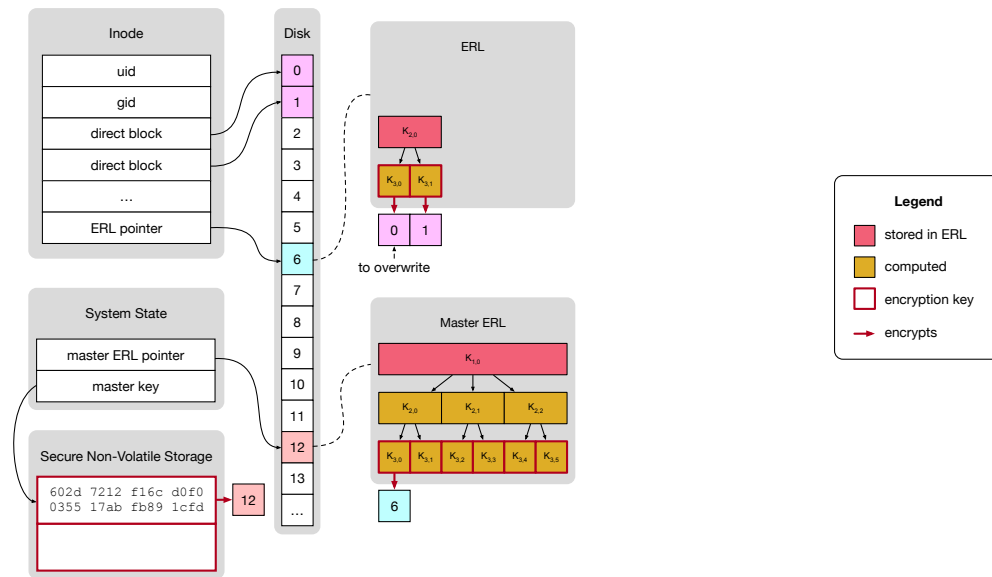 Inode
uid
gid
direct block
direct block
...
ERL pointer
System State
master ERL pointer
master key
Secure Non-Volatile Storage
602d 7212 f16c d0f0
0355 17ab fb89 1cfd
12
Disk
0
1
2
3
4
5
6
7
8
9
10
11
12
13
...
ERL
K2,0
K3,0 K3,1
0 1
to overwrite
Master ERL
K1,0
K2,0 K2,1 K2,2
K3,0 K3,1 K3,2 K3,3 K3,4 K3,5
6
Legend
stored in ERL
computed
encryption key
encrypts